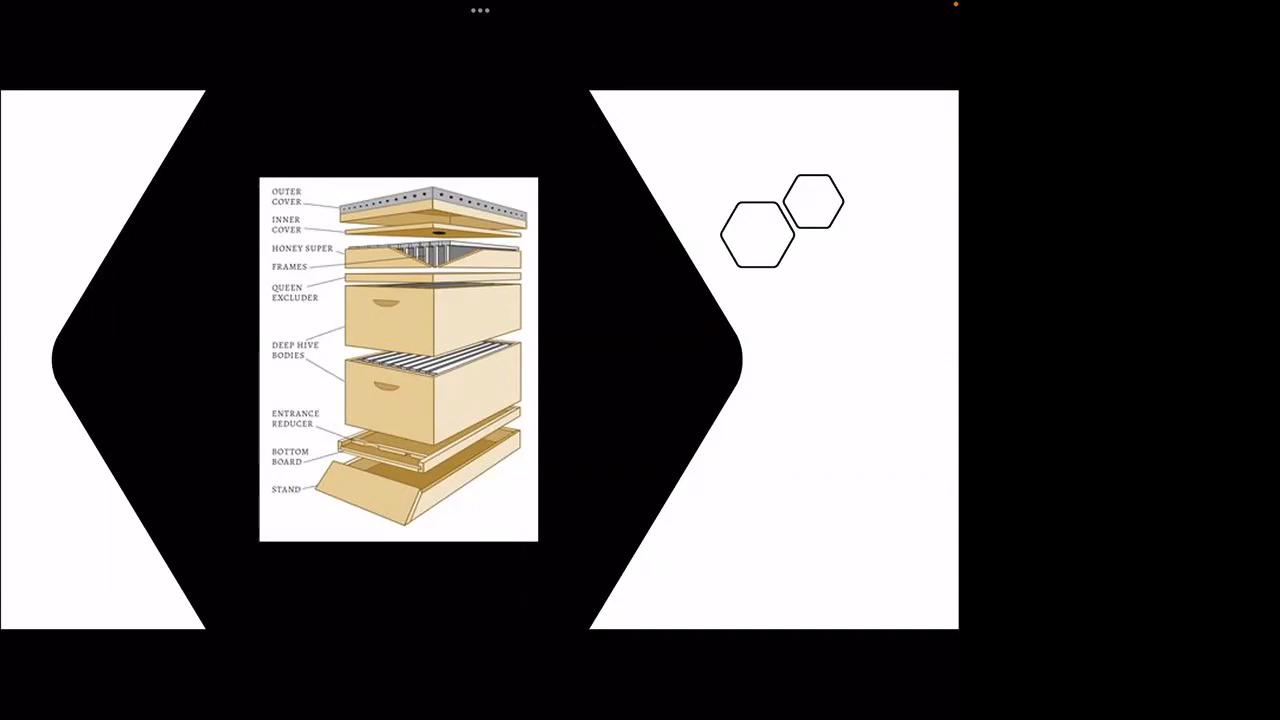 OUTER
COVER
INNER
COVER
HONEY SUPER
FRAMES
QUEEN
EXCLUDER
DEEP HIVE
BODIES
ENTRANCE
REDUCER
BOTTOM
BOARD
STAND